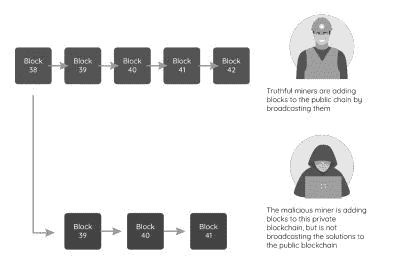 Block
38
Block
39
Block
40
Block
41
Block
42
Truthful miners are adding
blocks to the public chain by
broadcasting them
Block
39
Block
40
Block
41
The malicious miner is adding
blocks to this private
blockchain, but is not
broadcasting the solutions to
the public blockchain